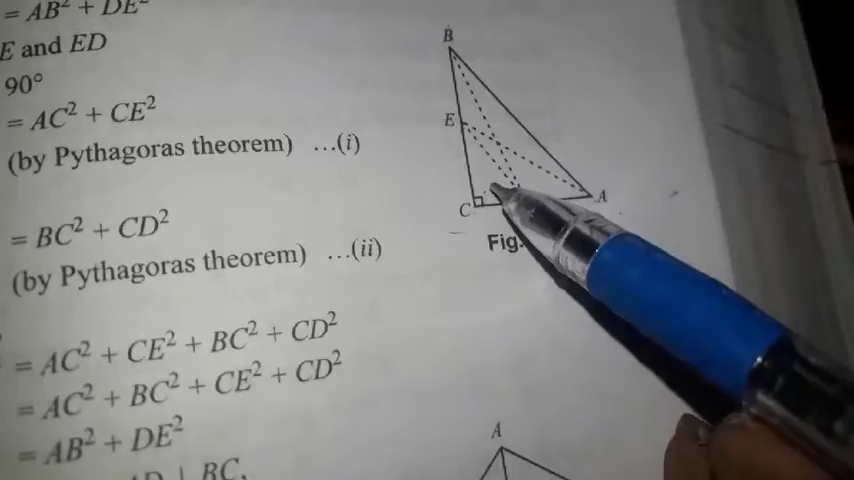 = AB² + DE²
E and ED
90°
= AC² + CE²
(by Pythagoras theorem) ...(i)
= BC² + CD²
(by Pythagoras theorem) ...(ii)
= AC² + CE² + BC² + CD²
= AC² + BC² + CE² + CD²
= AB² + DE²
BC,
B
E
C
A
Fig.
A